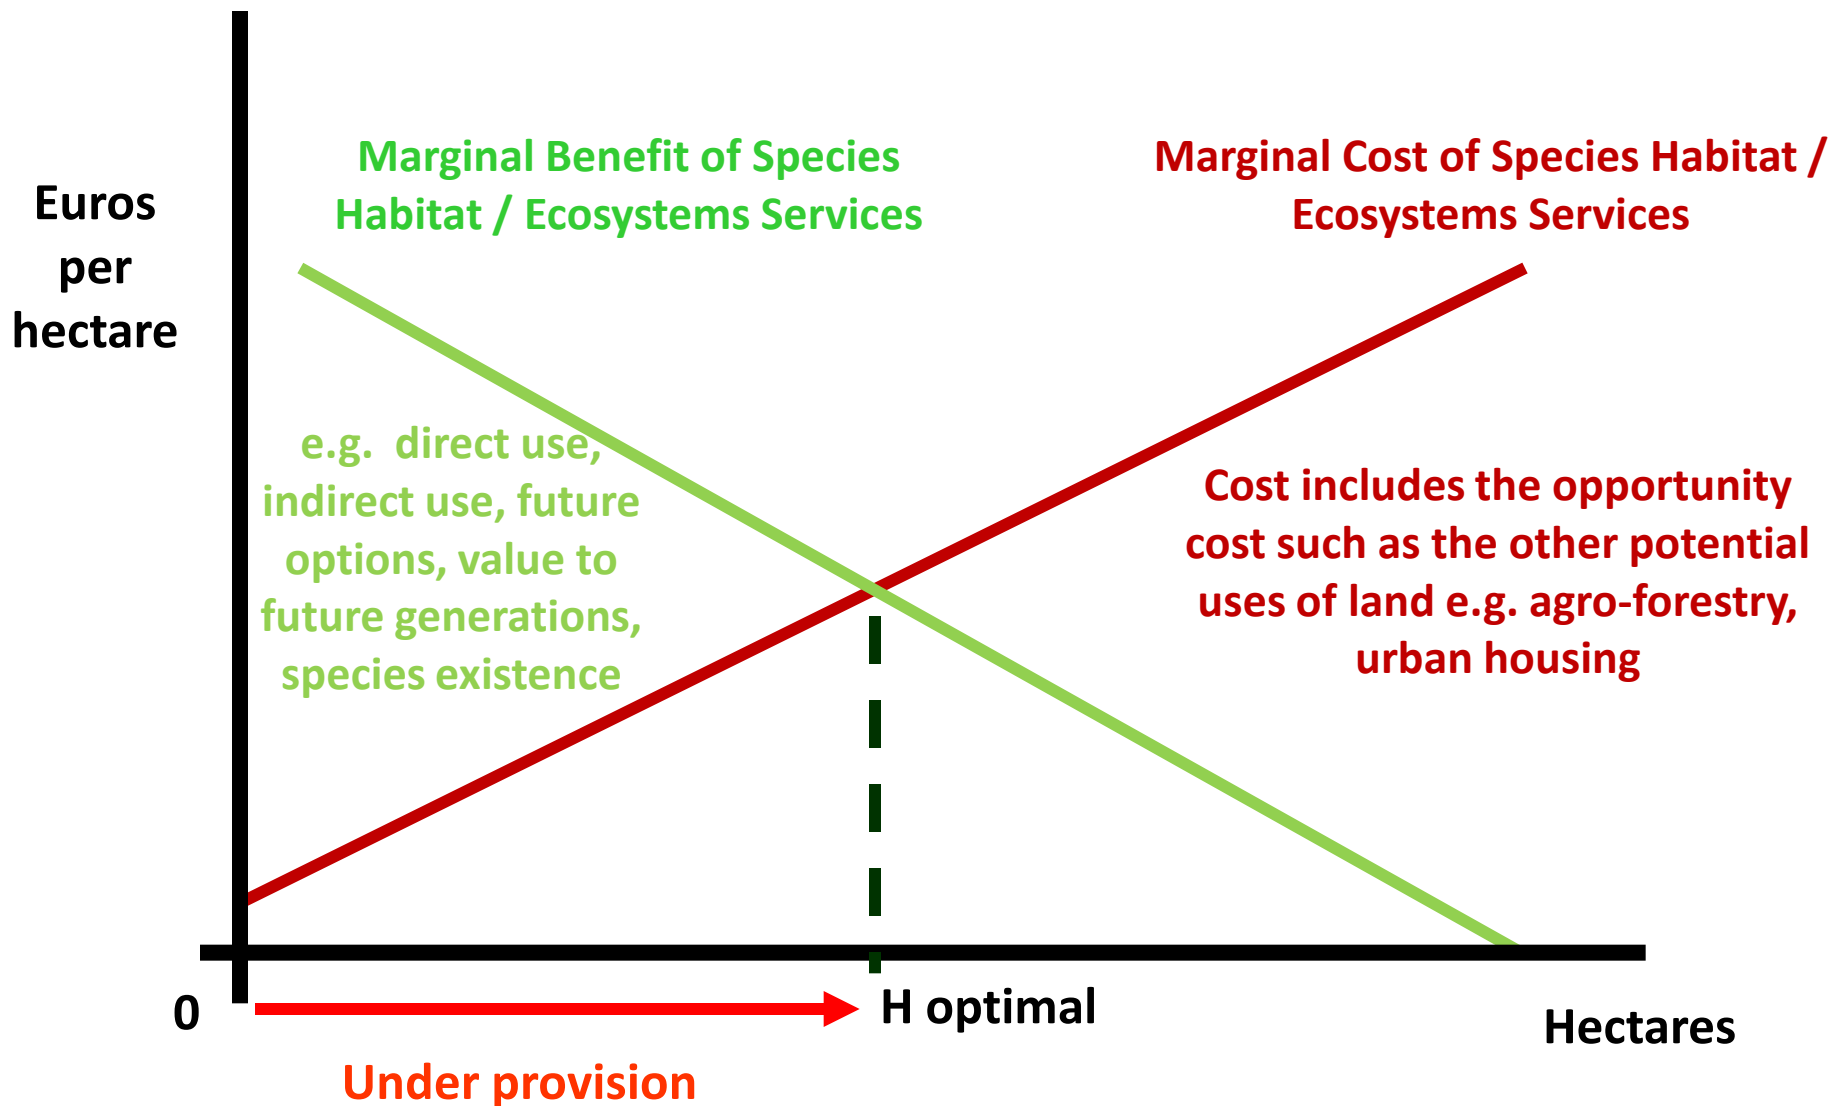 Marginal Benefit of Species
Habitat / Ecosystems Services
Marginal Cost of Species Habitat /
Ecosystems Services
Euros
per
hectare
e.g.  direct use,
indirect use, future
options, value to
future generations,
species existence
Cost includes the opportunity
cost such as the other potential
uses of land e.g. agro-forestry,
urban housing
0
H optimal
Hectares
Under provision